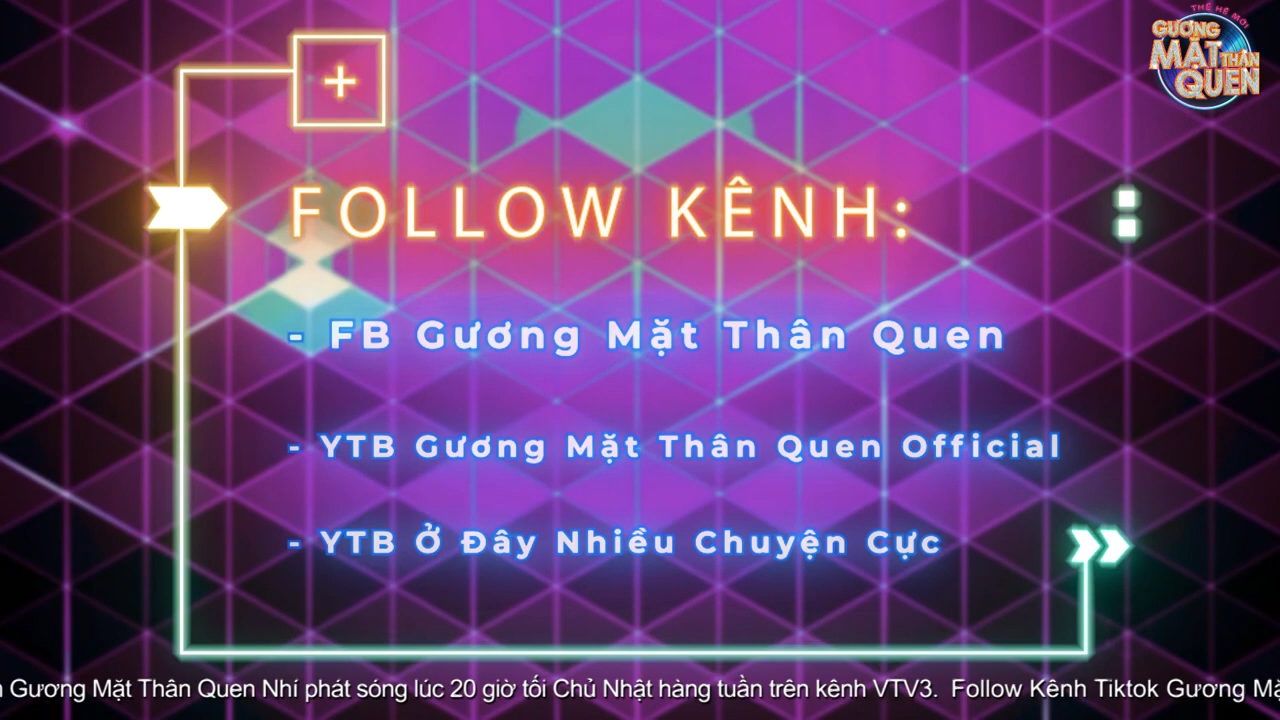 THẾ HỆ MỚI
GƯƠNG
MẶT THÂN
QUEN
+
FOLLOW KÊNH:
- FB Gương Mặt Thân Quen
- YTB Gương Mặt Thân Quen Official
- YTB Ở Đây Nhiều Chuyện Cực
Gương Mặt Thân Quen Nhí phát sóng lúc 20 giờ tối Chủ Nhật hàng tuần trên kênh VTV3. Follow Kênh Tiktok Gương